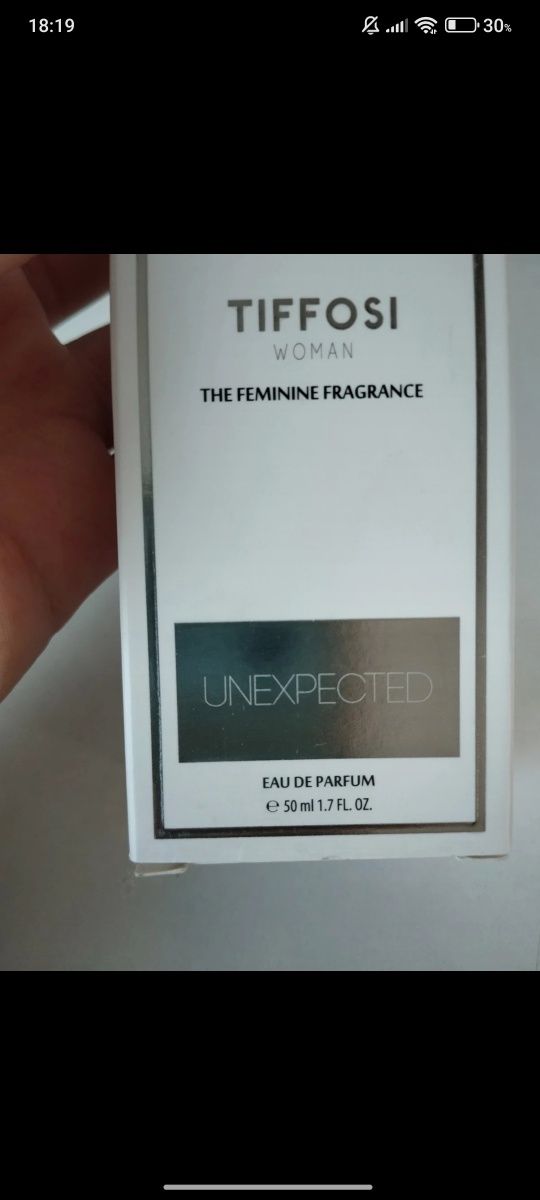 18:19
30%
TIFFOSI
WOMAN
THE FEMININE FRAGRANCE
UNEXPECTED
EAU DE PARFUM
℮ 50 ml 1.7 FL. OZ.